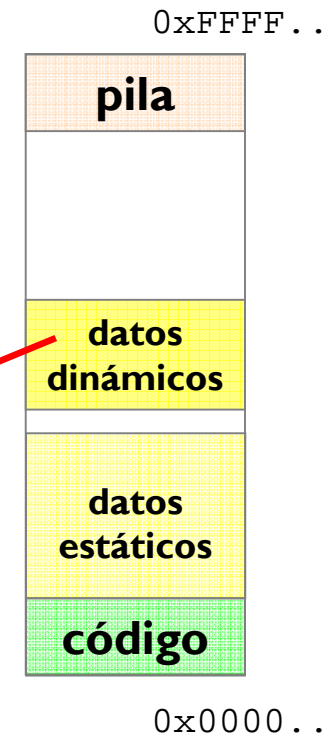 0xFFFF..
pila
datos
dinámicos
datos
estáticos
código
0x0000..